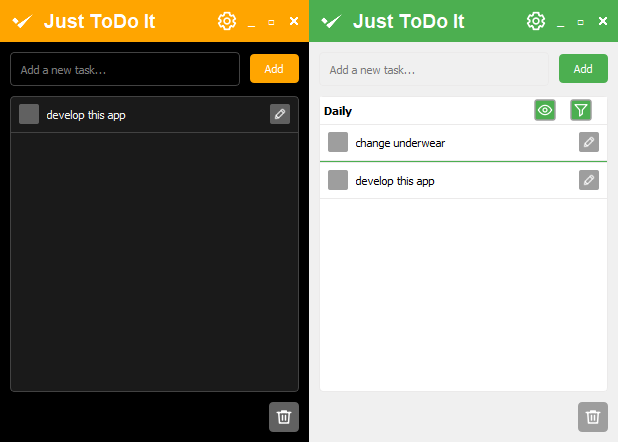 Just ToDo It
Add a new task...
Add
develop this app
Just ToDo It
Add a new task...
Add
Daily
change underwear
develop this app